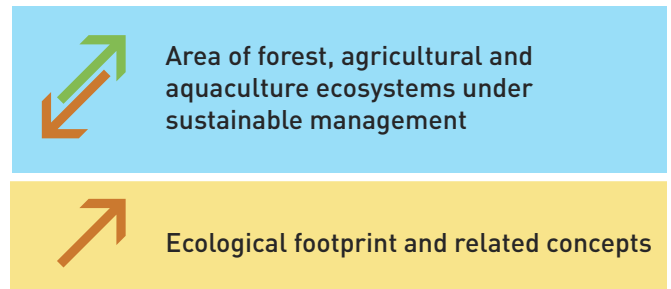 Area of forest, agricultural and
aquaculture ecosystems under
sustainable management
Ecological footprint and related concepts